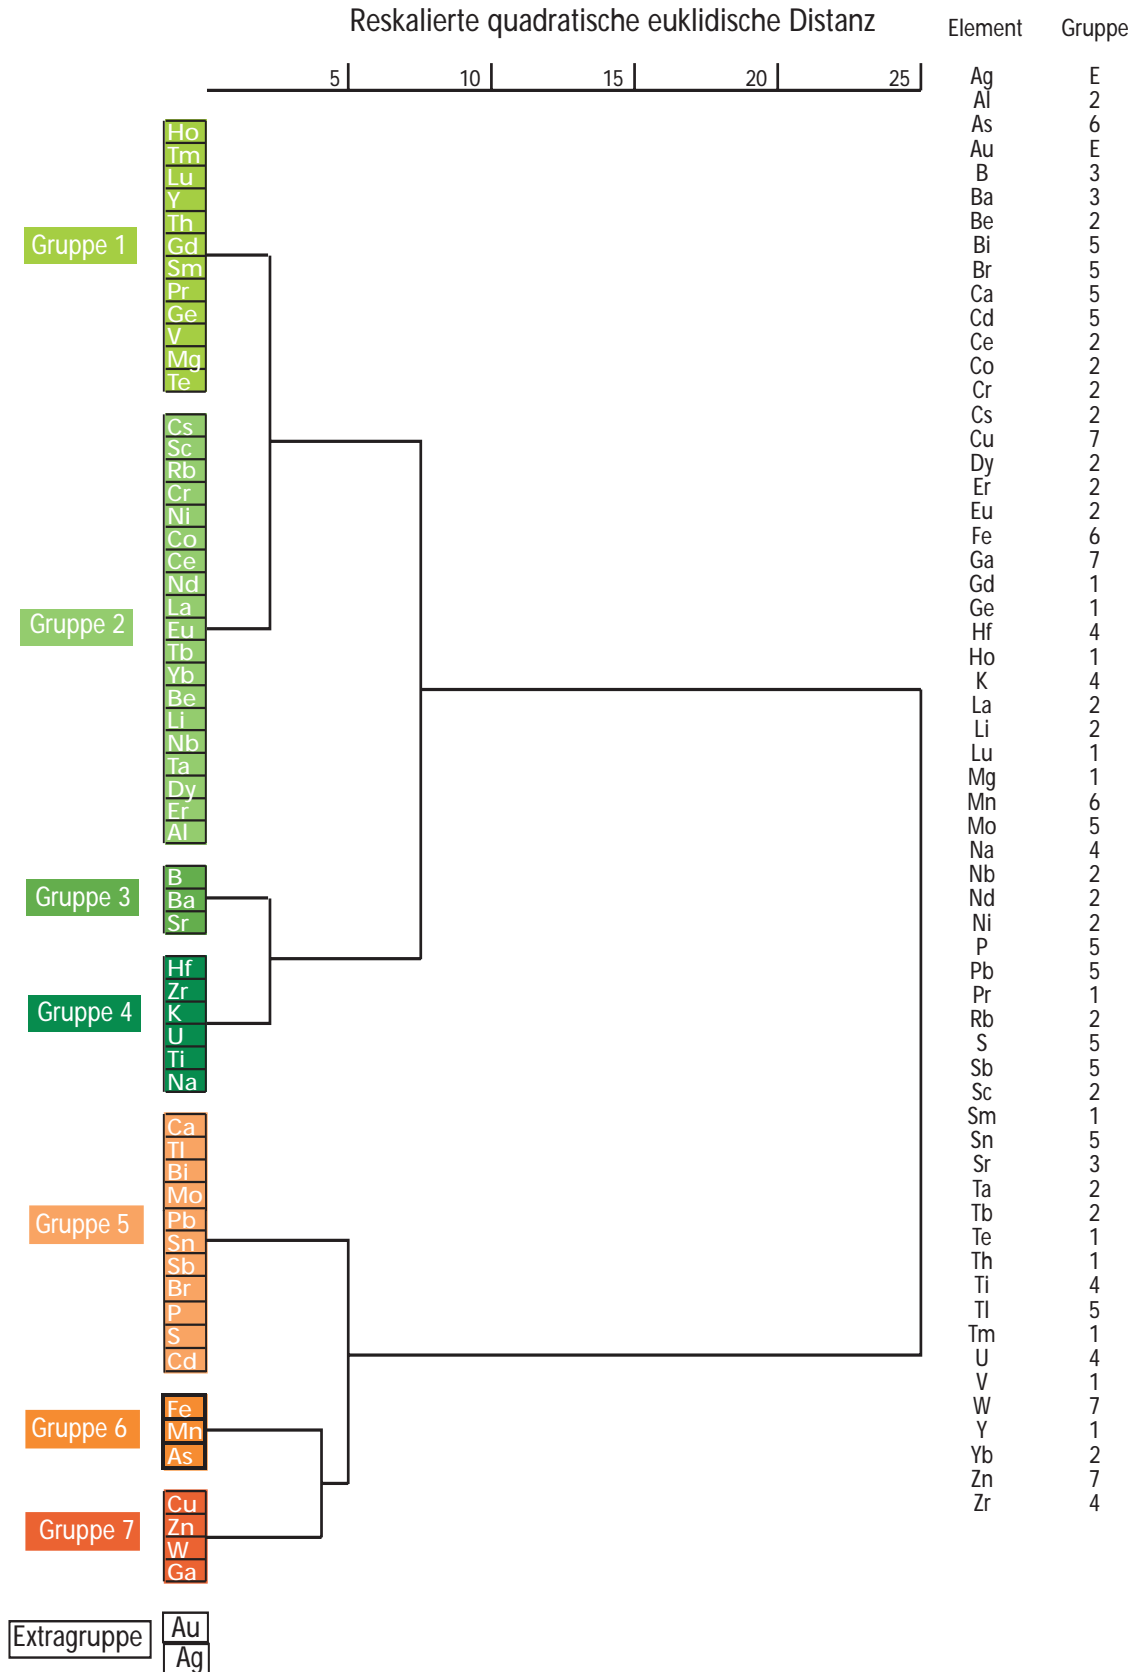 Reskalierte quadratische euklidische Distanz
5 10 15 20 25
Gruppe 1
Ho
Tm
Lu
Y
Th
Gd
Sm
Pr
Ge
V
Mg
Te
Gruppe 2
Cs
Sc
Rb
Cr
Ni
Co
Ce
Nd
La
Eu
Tb
Yb
Be
Li
Nb
Ta
Dy
Er
Al
Gruppe 3
B
Ba
Sr
Gruppe 4
Hf
Zr
K
U
Ti
Na
Gruppe 5
Ca
Tl
Bi
Mo
Pb
Sn
Sb
Br
P
S
Cd
Gruppe 6
Fe
Mn
As
Gruppe 7
Cu
Zn
W
Ga
Extragruppe
Au
Ag
Element Gruppe
Ag E
Al 2
As 6
Au E
B 3
Ba 3
Be 2
Bi 5
Br 5
Ca 5
Cd 5
Ce 2
Co 2
Cr 2
Cs 2
Cu 7
Dy 2
Er 2
Eu 2
Fe 6
Ga 7
Gd 1
Ge 1
Hf 4
Ho 1
K 4
La 2
Li 2
Lu 1
Mg 1
Mn 6
Mo 5
Na 4
Nb 2
Nd 2
Ni 2
P 5
Pb 5
Pr 1
Rb 2
S 5
Sb 5
Sc 2
Sm 1
Sn 5
Sr 3
Ta 2
Tb 2
Te 1
Th 1
Ti 4
Tl 5
Tm 1
U 4
V 1
W 7
Y 1
Yb 2
Zn 7
Zr 4